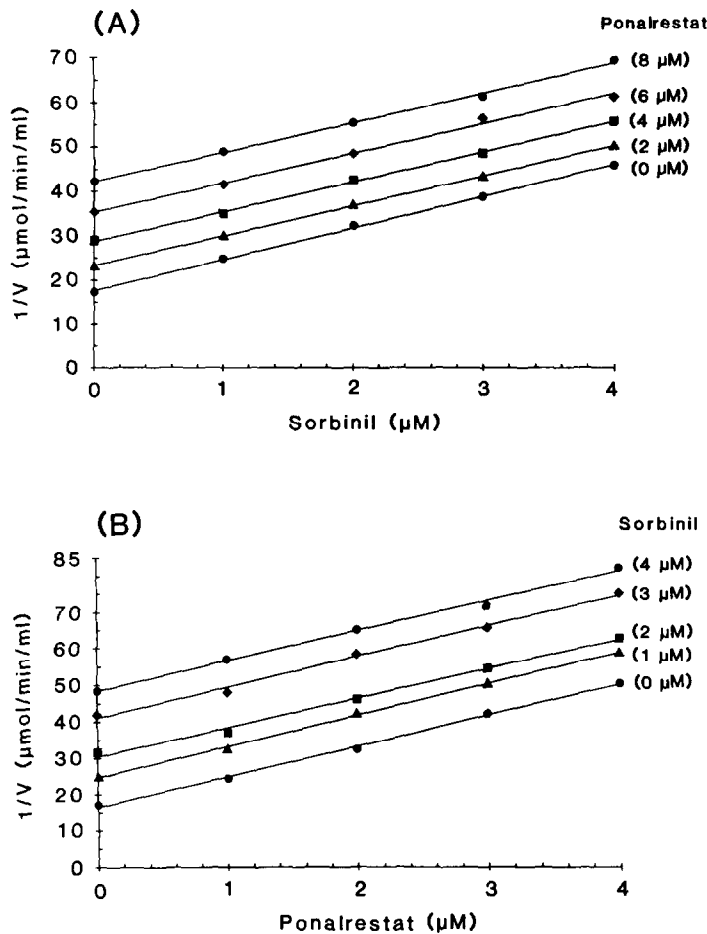 (A)
Ponalrestat
70
60
50
40
30
20
10
0
1/V (µmol/min/ml)
(8 µM)
(6 µM)
(4 µM)
(2 µM)
(0 µM)
0 1 2 3 4
Sorbinil (µM)
(B)
Sorbinil
85
70
60
50
40
30
20
10
0
1/V (µmol/min/ml)
(4 µM)
(3 µM)
(2 µM)
(1 µM)
(0 µM)
0 1 2 3 4
Ponalrestat (µM)